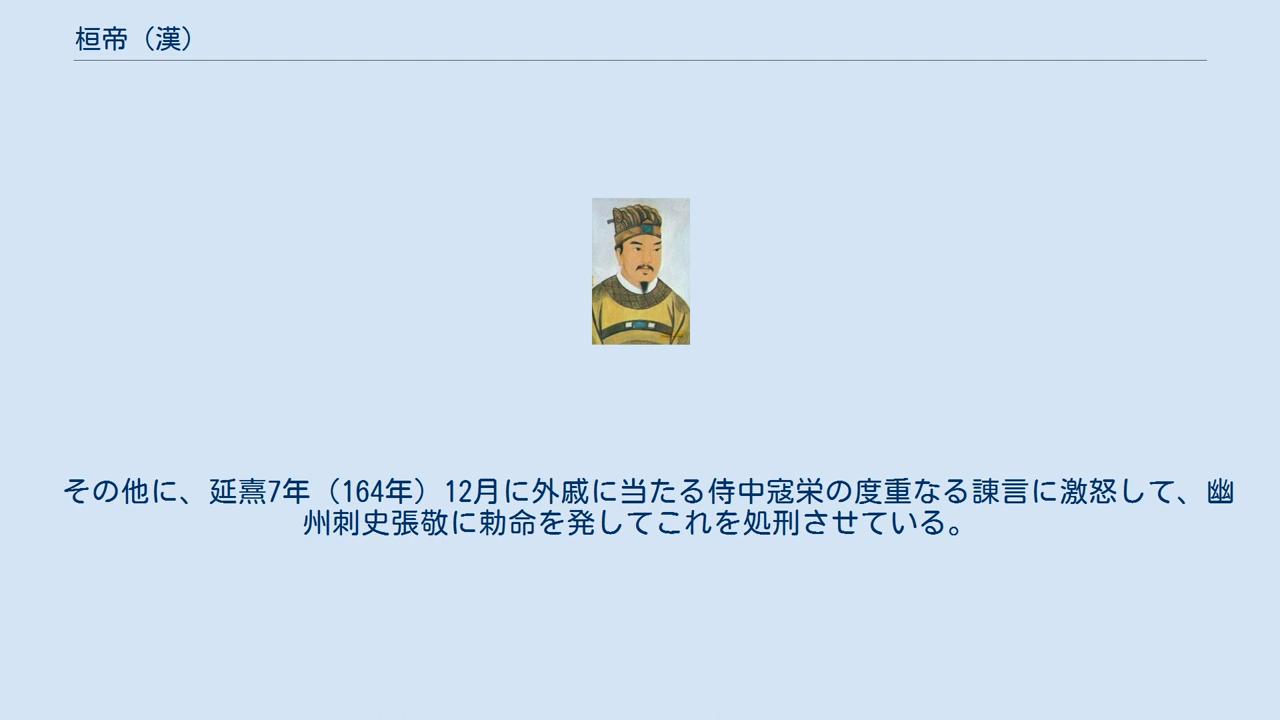 桓帝（漢）
その他に、延熹7年（164年）12月に外戚に当たる侍中寇栄の度重なる諫言に激怒して、幽
州刺史張敬に勅命を発してこれを処刑させている。